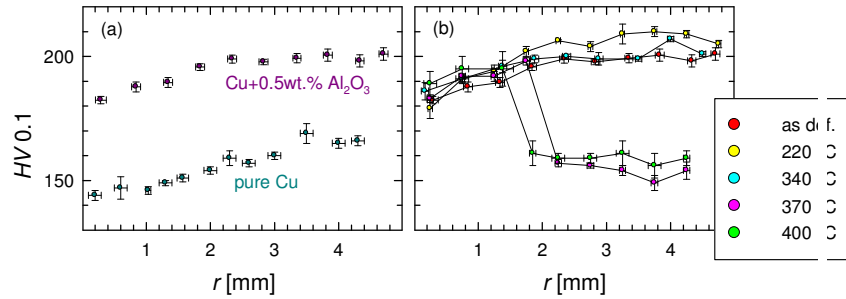 (a)
(b)
200
150
HV 0.1
Cu+0.5wt.% Al₂O₃
pure Cu
1 2 3 4
1 2 3 4
r [mm]
r [mm]
as def.
220 C
340 C
370 C
400 C